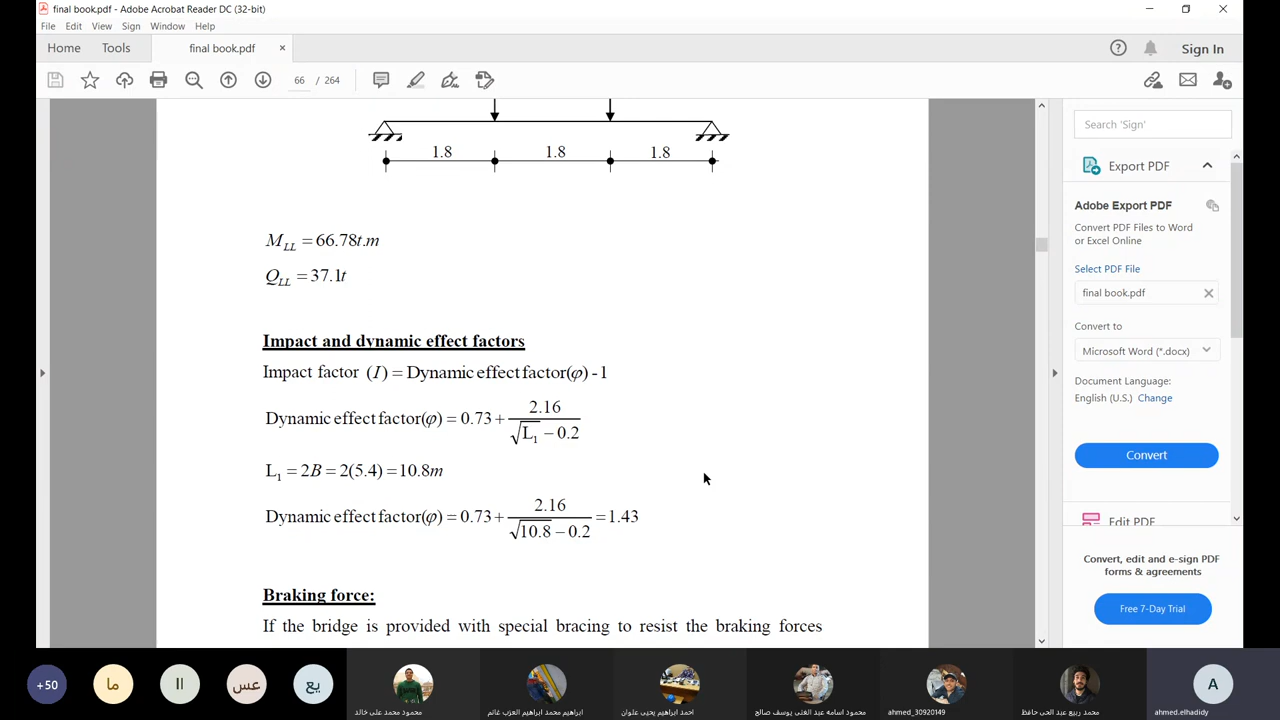 final book.pdf - Adobe Acrobat Reader DC (32-bit)
File Edit View Sign Window Help
Home Tools final book.pdf × Sign In
66 / 264
1.8 1.8 1.8
M_LL = 66.78t.m
Q_LL = 37.1t
Impact and dynamic effect factors
Impact factor (I) = Dynamic effect factor(φ) - 1
Dynamic effect factor(φ) = 0.73 + 2.16 / (√L₁ − 0.2)
L₁ = 2B = 2(5.4) = 10.8m
Dynamic effect factor(φ) = 0.73 + 2.16 / (√10.8 − 0.2) = 1.43
Braking force:
If the bridge is provided with special bracing to resist the braking forces
Search 'Sign'
Export PDF
Adobe Export PDF
Convert PDF Files to Word
or Excel Online
Select PDF File
final book.pdf
Convert to
Microsoft Word (*.docx)
Document Language:
English (U.S.) Change
Convert
Edit PDF
Convert, edit and e-sign PDF
forms & agreements
Free 7-Day Trial
+50 ما اا عس يع A
محمود محمد على خالد
ابراهيم محمد ابراهيم العزب غانم
احمد ابراهيم يحيى علوان
محمود اسامه عبد الغنى يوسف صالح
ahmed_30920149
محمد ربيع عبد الحى حافظ
ahmed.elhadidy